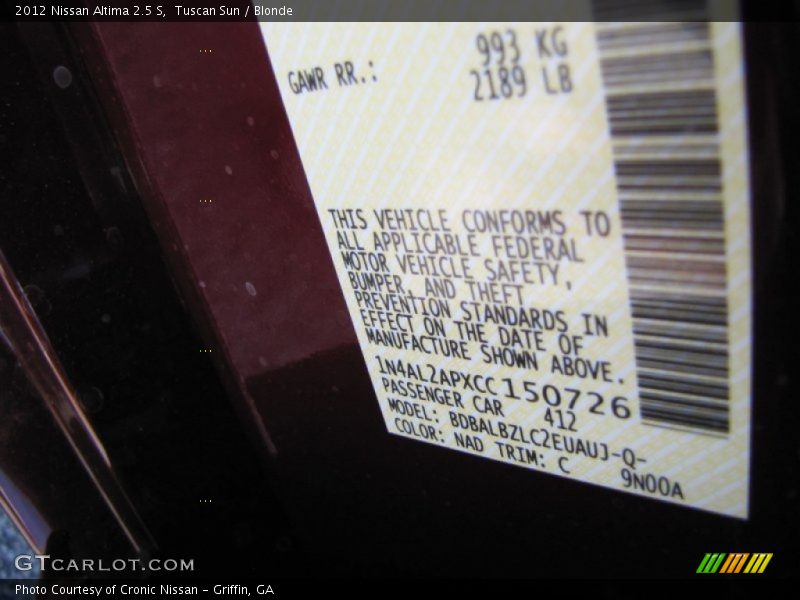 2012 Nissan Altima 2.5 S, Tuscan Sun / Blonde
993 KG
GAWR RR.: 2189 LB
THIS VEHICLE CONFORMS TO
ALL APPLICABLE FEDERAL
MOTOR VEHICLE SAFETY,
BUMPER, AND THEFT
PREVENTION STANDARDS IN
EFFECT ON THE DATE OF
MANUFACTURE SHOWN ABOVE.
1N4AL2APXCC150726
PASSENGER CAR 412
MODEL: BDBALBZLC2EUAUJ-Q-
COLOR: NAD TRIM: C 9N00A
GTCARLOT.COM
Photo Courtesy of Cronic Nissan - Griffin, GA